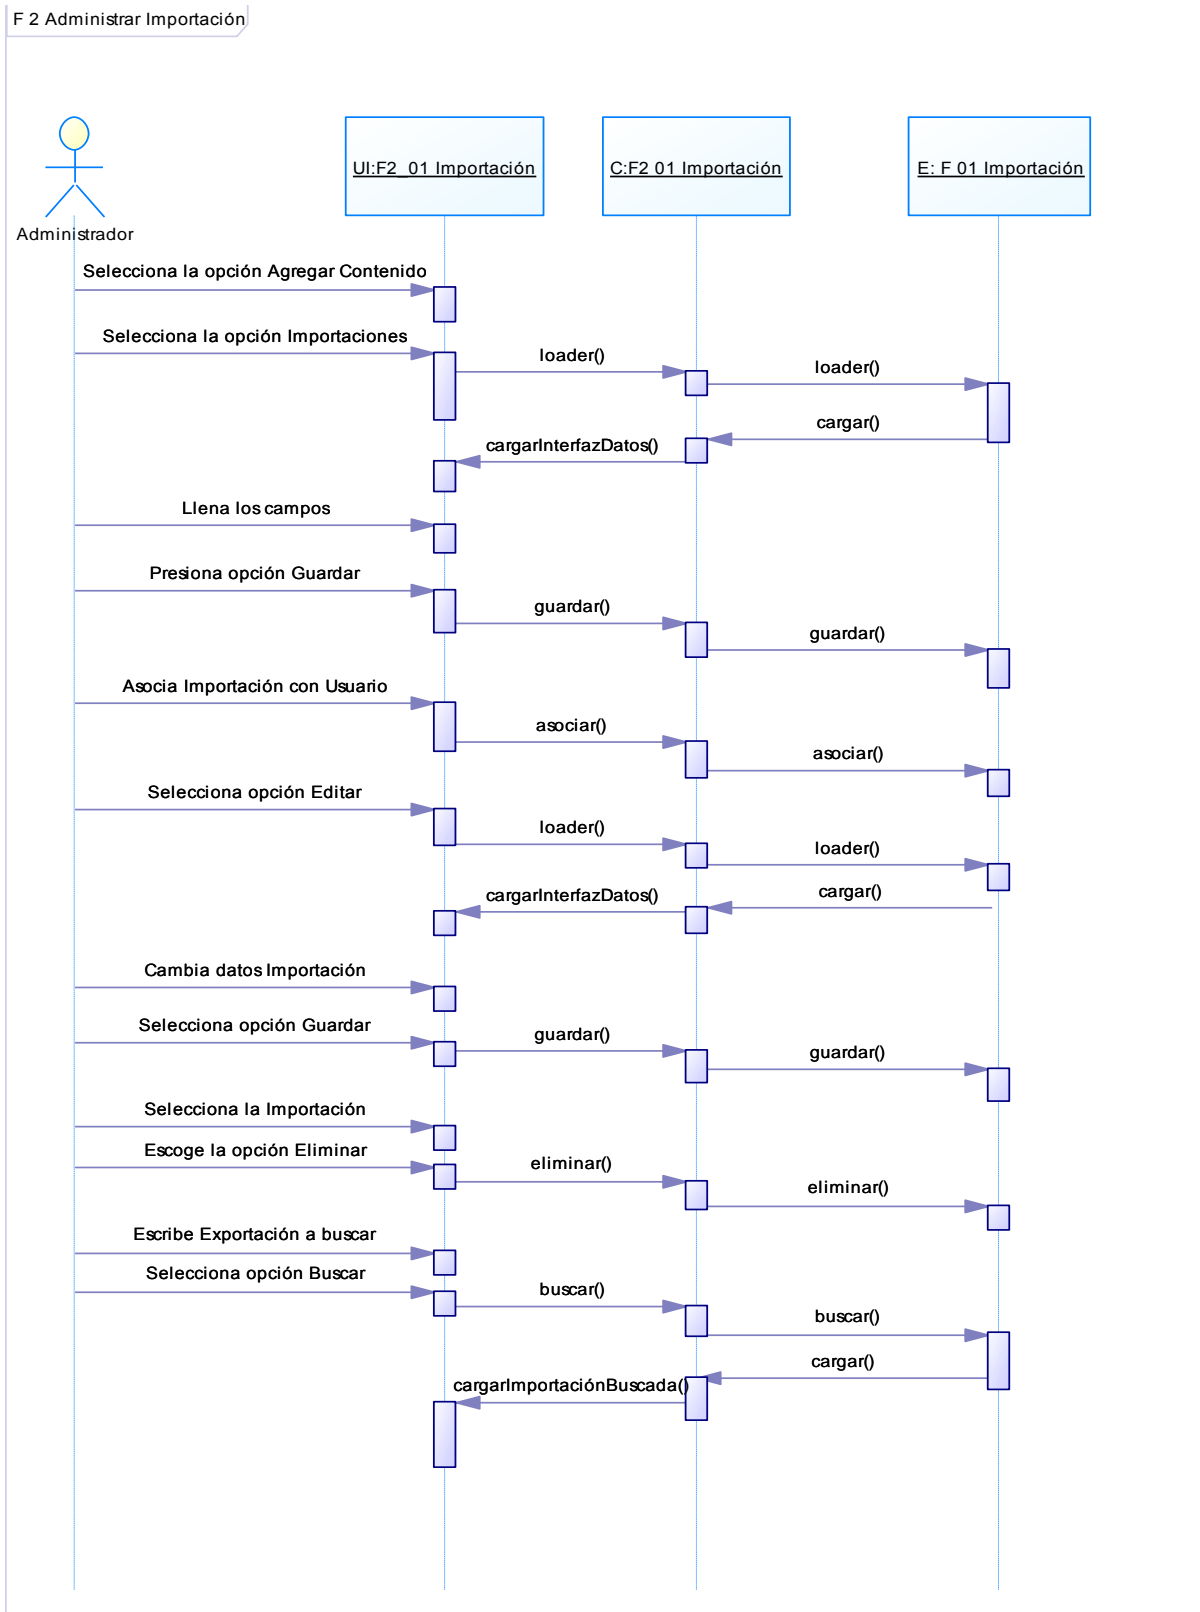 F 2 Administrar Importación
UI:F2_01 Importación
C:F2 01 Importación
E: F 01 Importación
Administrador
Selecciona la opción Agregar Contenido
Selecciona la opción Importaciones
loader()
loader()
cargar()
cargarInterfazDatos()
Llena los campos
Presiona opción Guardar
guardar()
guardar()
Asocia Importación con Usuario
asociar()
asociar()
Selecciona opción Editar
loader()
loader()
cargar()
cargarInterfazDatos()
Cambia datos Importación
Selecciona opción Guardar
guardar()
guardar()
Selecciona la Importación
Escoge la opción Eliminar
eliminar()
eliminar()
Escribe Exportación a buscar
Selecciona opción Buscar
buscar()
buscar()
cargar()
cargarImportaciónBuscada()